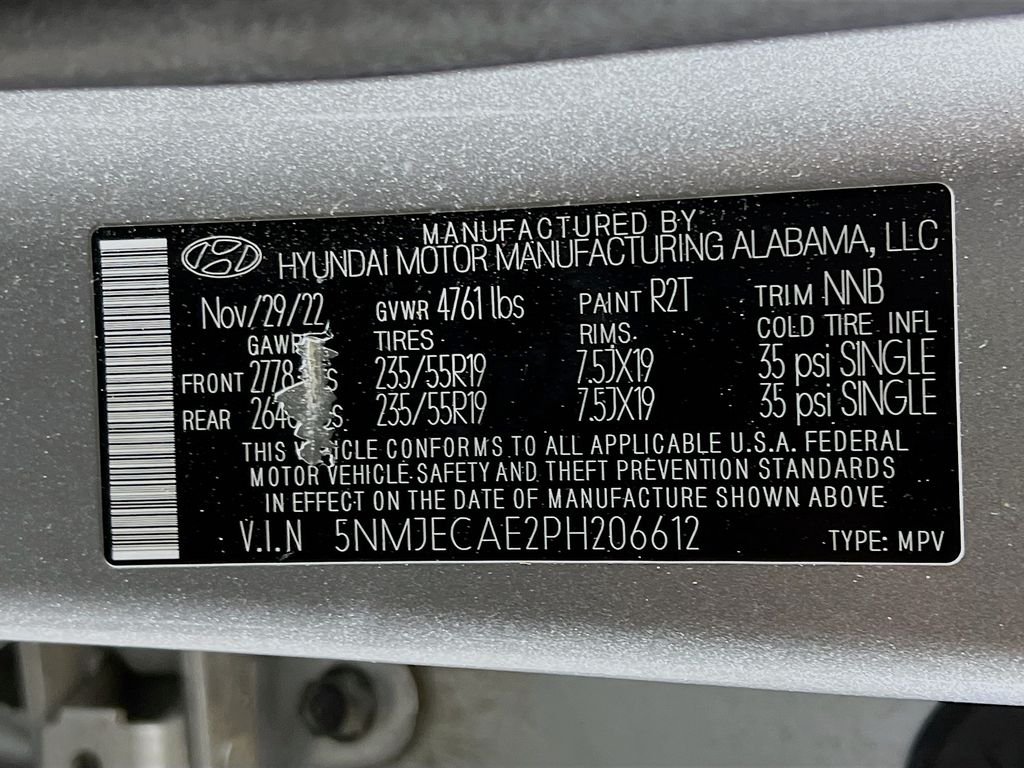 MANUFACTURED BY
HYUNDAI MOTOR MANUFACTURING ALABAMA, LLC
Nov/29/22 GVWR 4761 lbs PAINT R2T TRIM NNB
TIRES RIMS. COLD TIRE INFL
FRONT 235/55R19 7.5JX19 35 psi SINGLE
REAR 235/55R19 7.5JX19 35 psi SINGLE
THIS CONFORMS TO ALL APPLICABLE U.S.A. FEDERAL
MOTOR VEHICLE SAFETY AND THEFT PREVENTION STANDARDS
IN EFFECT ON THE DATE OF MANUFACTURE SHOWN ABOVE
V.I.N 5NMJECAE2PH206612 TYPE: MPV